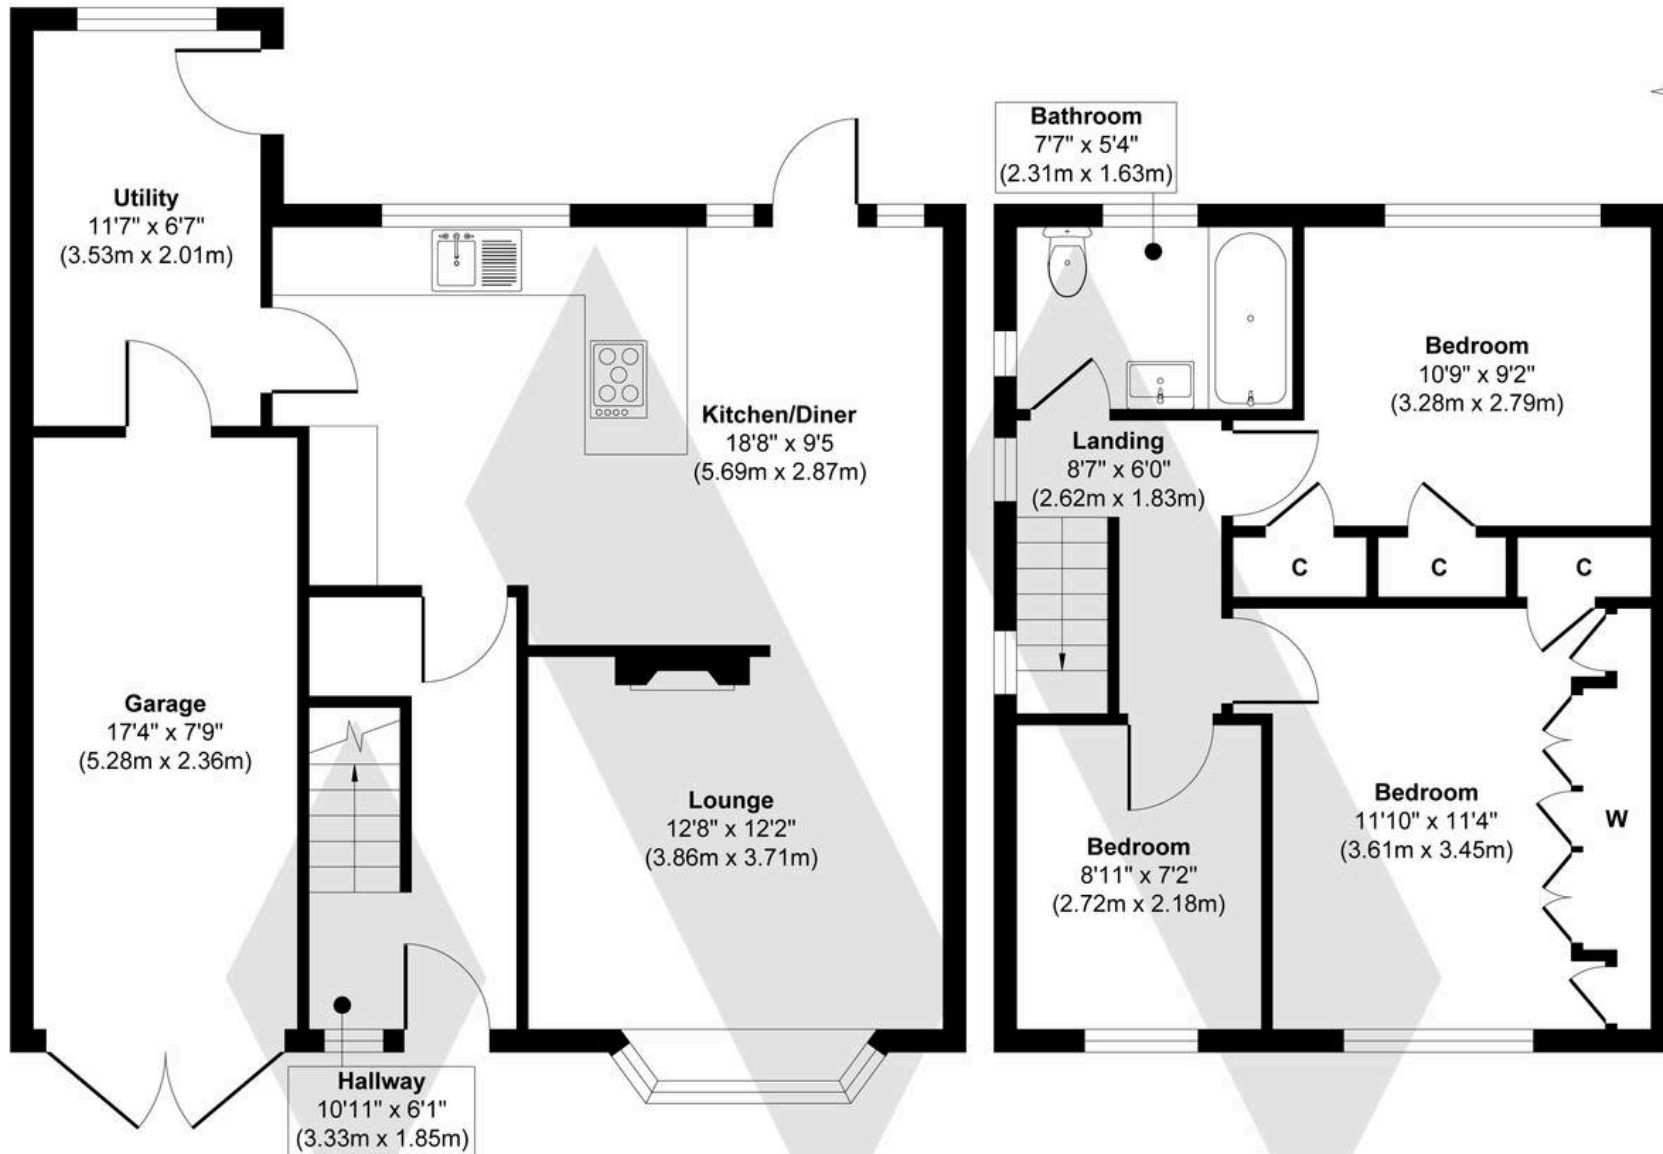 Utility
11'7" x 6'7"
(3.53m x 2.01m)
Kitchen/Diner
18'8" x 9'5
(5.69m x 2.87m)
Garage
17'4" x 7'9"
(5.28m x 2.36m)
Lounge
12'8" x 12'2"
(3.86m x 3.71m)
Hallway
10'11" x 6'1"
(3.33m x 1.85m)
Bathroom
7'7" x 5'4"
(2.31m x 1.63m)
Bedroom
10'9" x 9'2"
(3.28m x 2.79m)
Landing
8'7" x 6'0"
(2.62m x 1.83m)
C
C
C
Bedroom
11'10" x 11'4"
(3.61m x 3.45m)
W
Bedroom
8'11" x 7'2"
(2.72m x 2.18m)